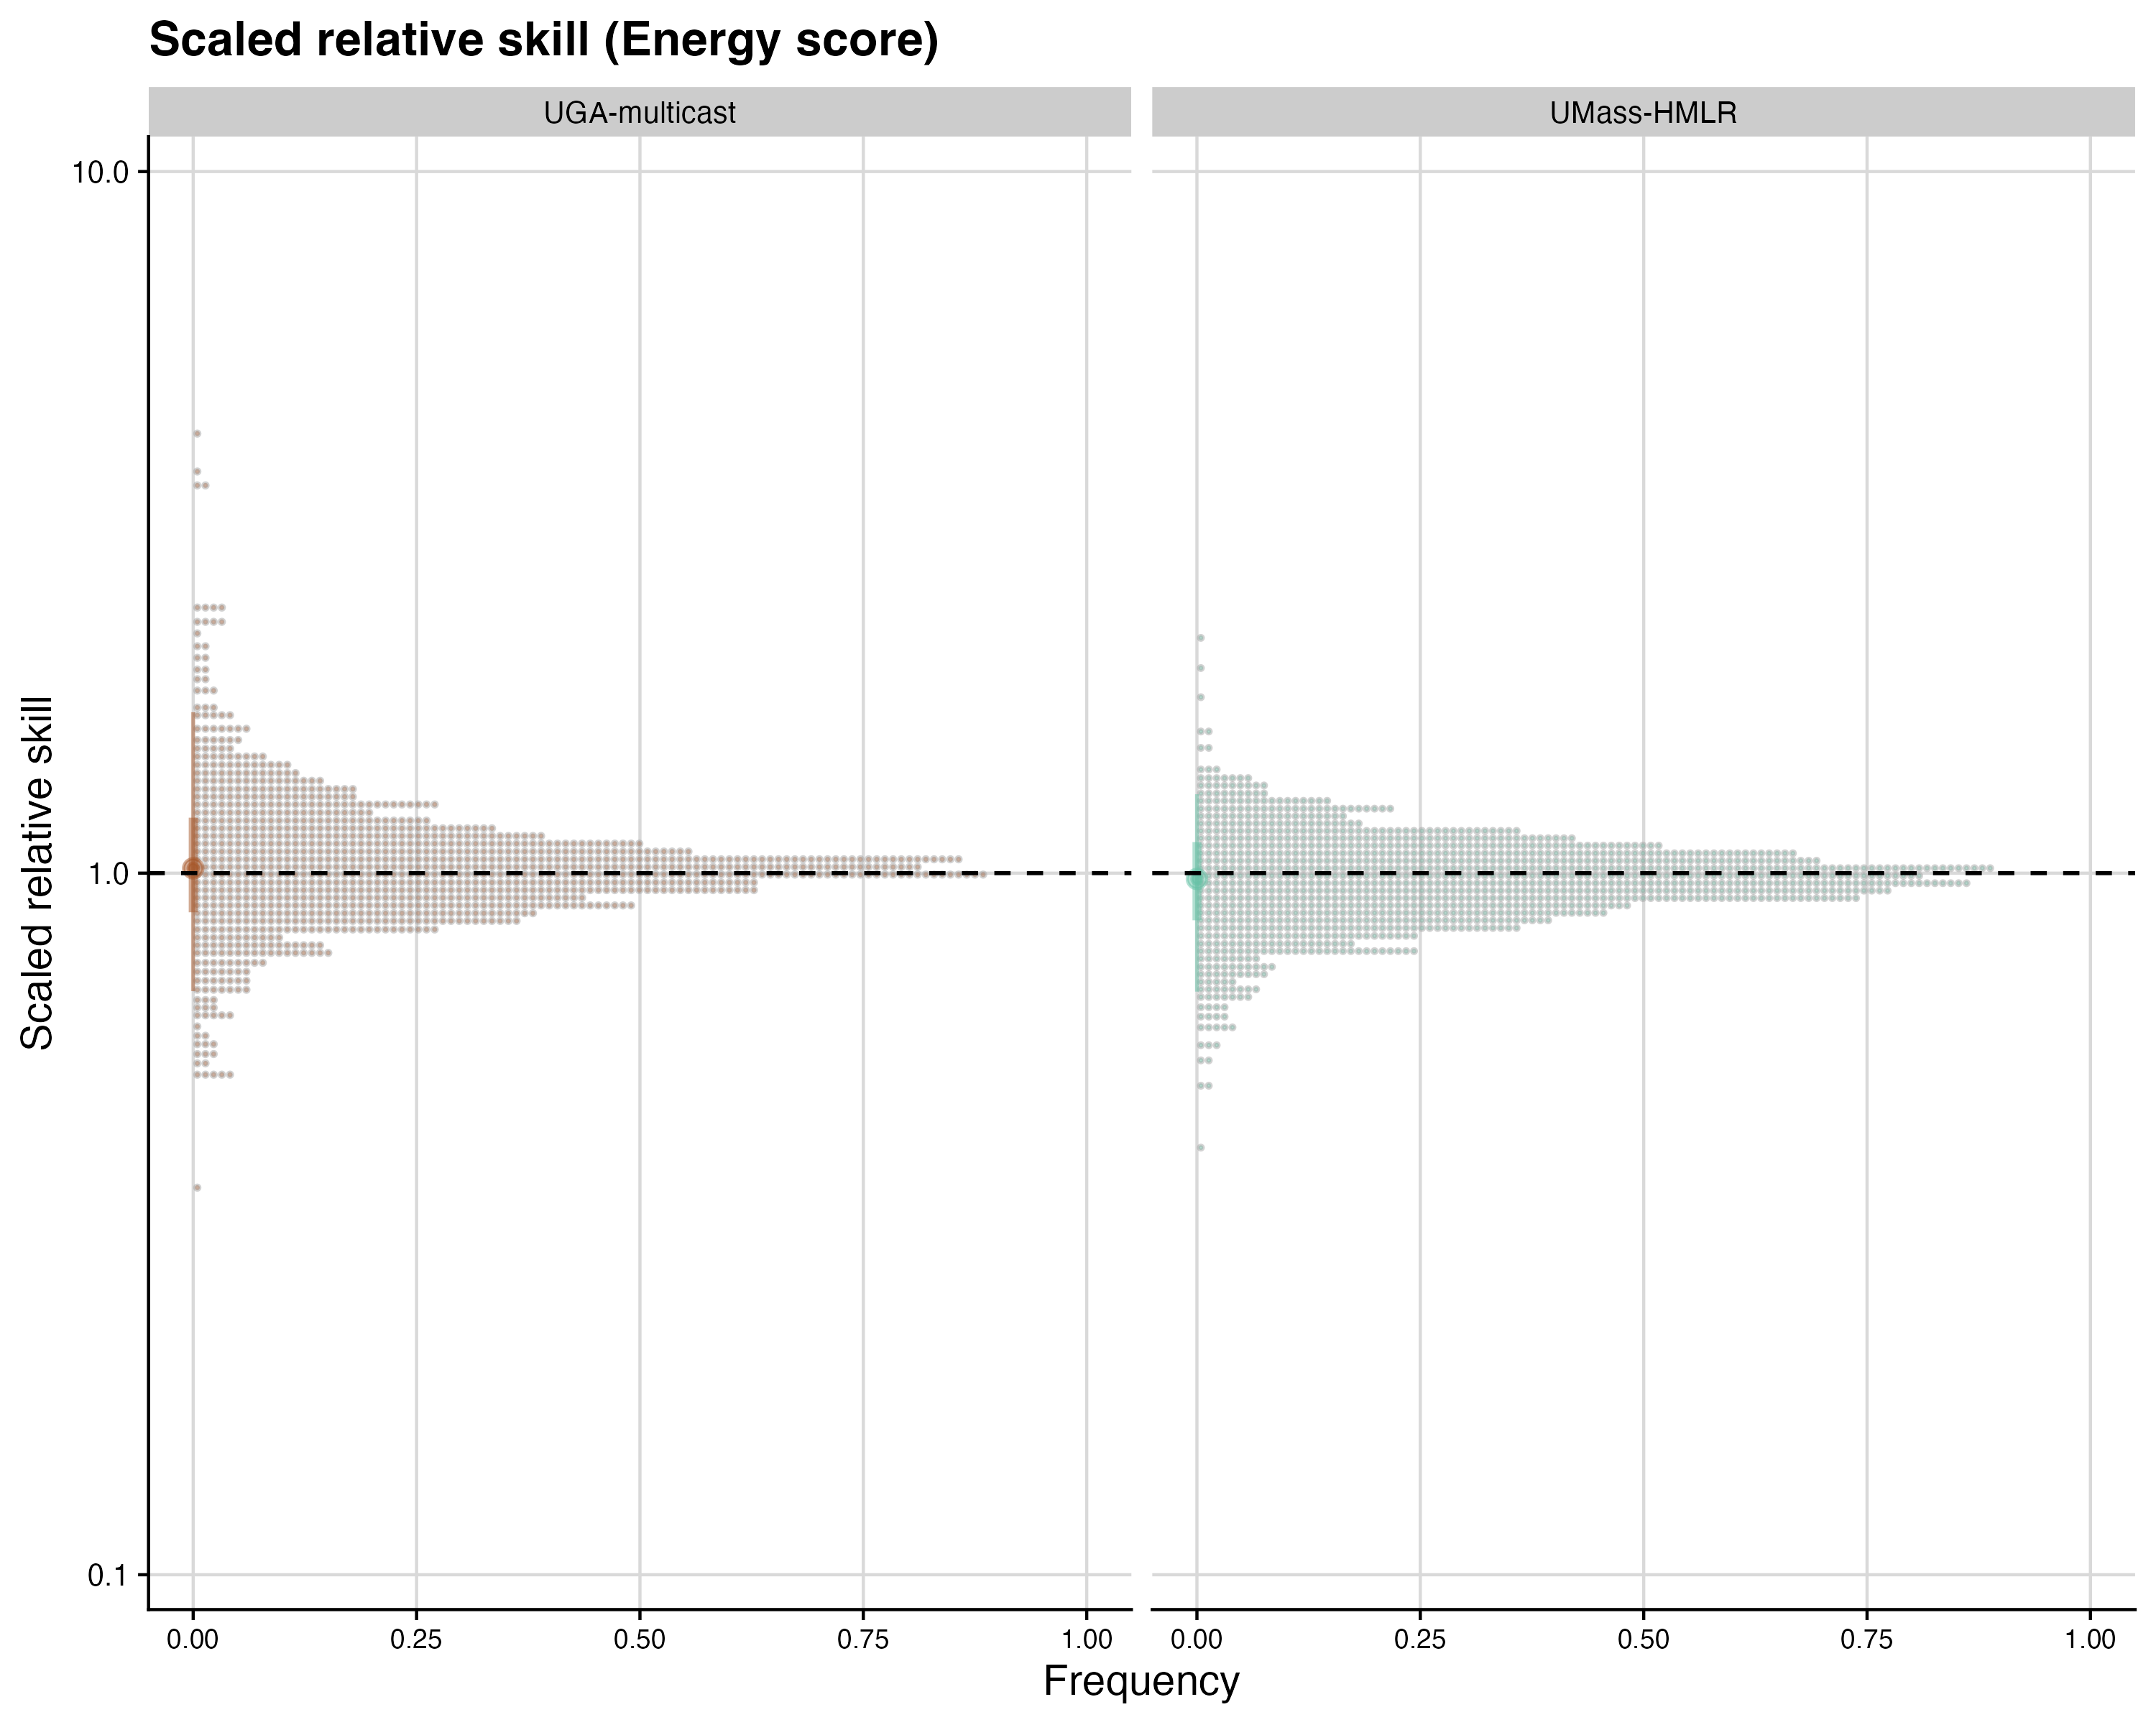 Scaled relative skill (Energy score)
UGA-multicast
UMass-HMLR
10.0
1.0
0.1
Scaled relative skill
0.00 0.25 0.50 0.75 1.00 0.00 0.25 0.50 0.75 1.00
Frequency